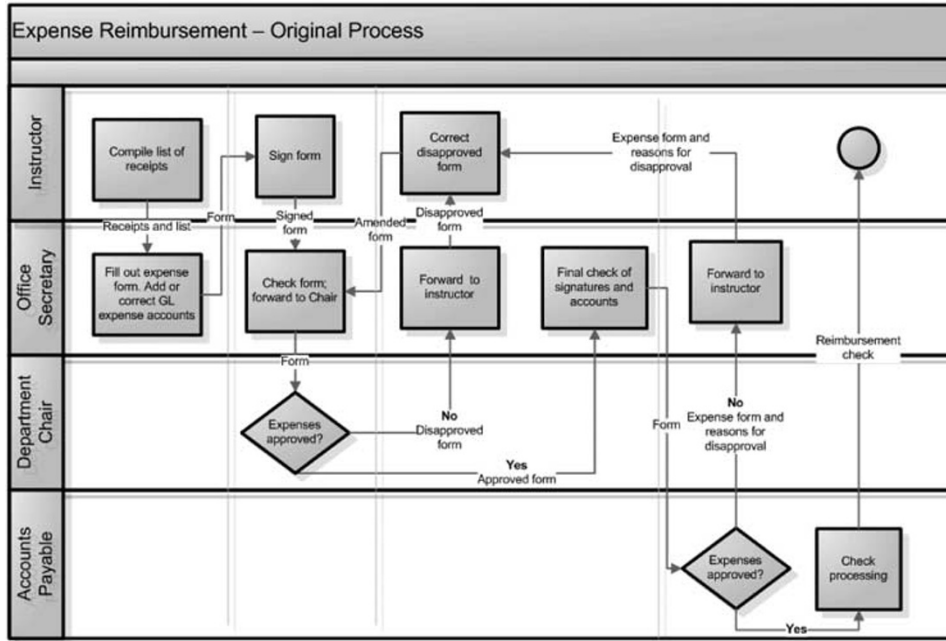 Expense Reimbursement – Original Process
Instructor
Compile list of
receipts
Sign form
Correct
disapproved
form
Expense form and
reasons for
disapproval
Receipts and list
Form
Signed
form
Amended
form
Disapproved
form
Office
Secretary
Fill out expense
form. Add or
correct GL
expense accounts
Check form;
forward to Chair
Forward to
instructor
Final check of
signatures and
accounts
Forward to
instructor
Reimbursement
check
Department
Chair
Form
Expenses
approved?
No
Disapproved
form
Yes
Approved form
Form
No
Expense form and
reasons for
disapproval
Accounts
Payable
Expenses
approved?
Check
processing
Yes